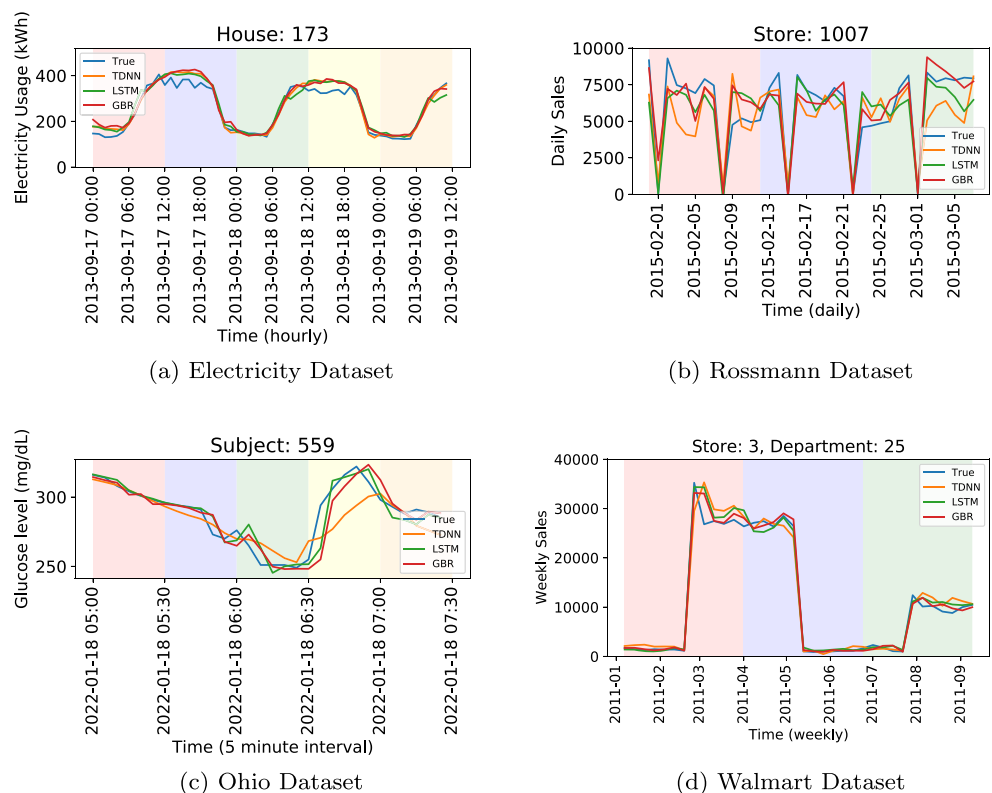 House: 173
Electricity Usage (kWh)
400
200
0
True
TDNN
LSTM
GBR
2013-09-17 00:00
2013-09-17 06:00
2013-09-17 12:00
2013-09-17 18:00
2013-09-18 00:00
2013-09-18 06:00
2013-09-18 12:00
2013-09-18 18:00
2013-09-19 00:00
2013-09-19 06:00
2013-09-19 12:00
Time (hourly)
(a) Electricity Dataset
Store: 1007
Daily Sales
10000
7500
5000
2500
0
True
TDNN
LSTM
GBR
2015-02-01
2015-02-05
2015-02-09
2015-02-13
2015-02-17
2015-02-21
2015-02-25
2015-03-01
2015-03-05
Time (daily)
(b) Rossmann Dataset
Subject: 559
Glucose level (mg/dL)
300
250
True
TDNN
LSTM
GBR
2022-01-18 05:00
2022-01-18 05:30
2022-01-18 06:00
2022-01-18 06:30
2022-01-18 07:00
2022-01-18 07:30
Time (5 minute interval)
(c) Ohio Dataset
Store: 3, Department: 25
Weekly Sales
40000
30000
20000
10000
0
True
TDNN
LSTM
GBR
2011-01
2011-02
2011-03
2011-04
2011-05
2011-06
2011-07
2011-08
2011-09
Time (weekly)
(d) Walmart Dataset